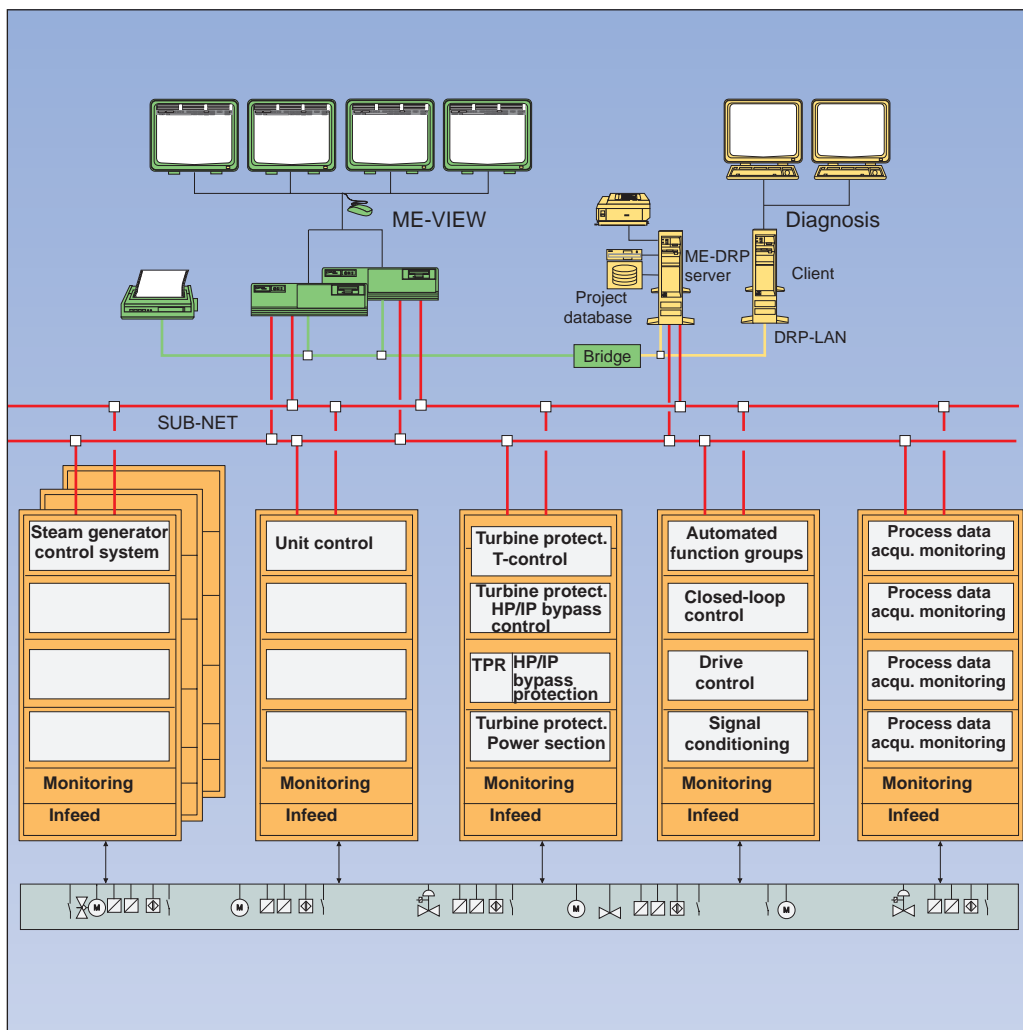 ME-VIEW
Diagnosis
ME-DRP
server
Client
Project
database
DRP-LAN
Bridge
SUB-NET
Steam generator
control system
Monitoring
Infeed
Unit control
Monitoring
Infeed
Turbine protect.
T-control
Turbine protect.
HP/IP bypass
control
TPR
HP/IP
bypass
protection
Turbine protect.
Power section
Monitoring
Infeed
Automated
function groups
Closed-loop
control
Drive
control
Signal
conditioning
Monitoring
Infeed
Process data
acqu. monitoring
Process data
acqu. monitoring
Process data
acqu. monitoring
Process data
acqu. monitoring
Monitoring
Infeed
M
M
M
M